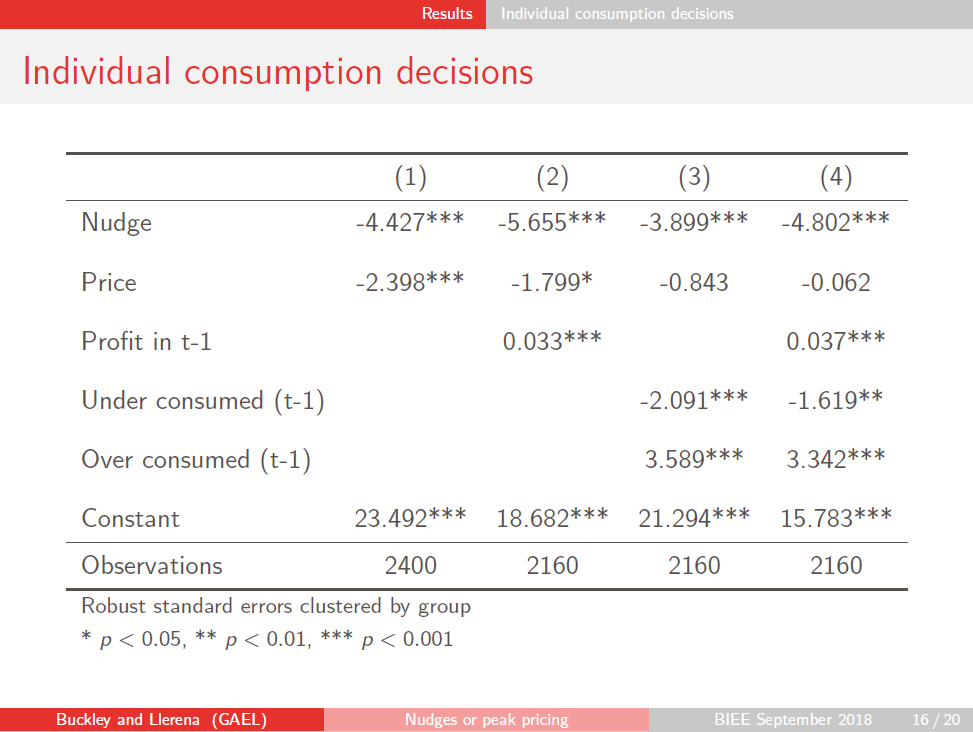 Results Individual consumption decisions
Individual consumption decisions
(1) (2) (3) (4)
Nudge -4.427*** -5.655*** -3.899*** -4.802***
Price -2.398*** -1.799* -0.843 -0.062
Profit in t-1 0.033*** 0.037***
Under consumed (t-1) -2.091*** -1.619**
Over consumed (t-1) 3.589*** 3.342***
Constant 23.492*** 18.682*** 21.294*** 15.783***
Observations 2400 2160 2160 2160
Robust standard errors clustered by group
* p < 0.05, ** p < 0.01, *** p < 0.001
Buckley and Llerena (GAEL) Nudges or peak pricing BIEE September 2018 16 / 20